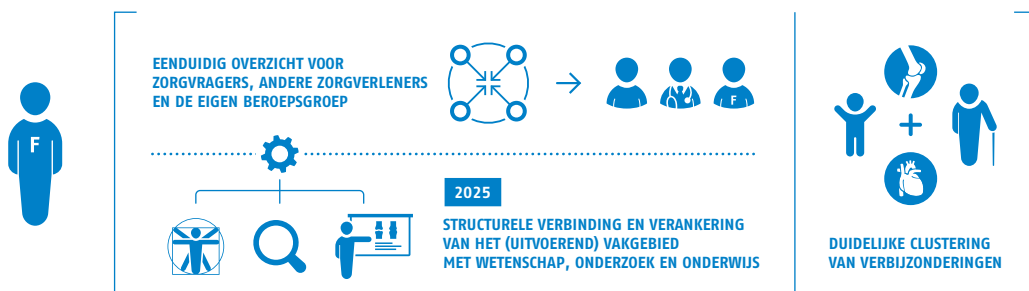 F
EENDUIDIG OVERZICHT VOOR
ZORGVRAGERS, ANDERE ZORGVERLENERS
EN DE EIGEN BEROEPSGROEP
F
2025
STRUCTURELE VERBINDING EN VERANKERING
VAN HET (UITVOEREND) VAKGEBIED
MET WETENSCHAP, ONDERZOEK EN ONDERWIJS
+
DUIDELIJKE CLUSTERING
VAN VERBIJZONDERINGEN